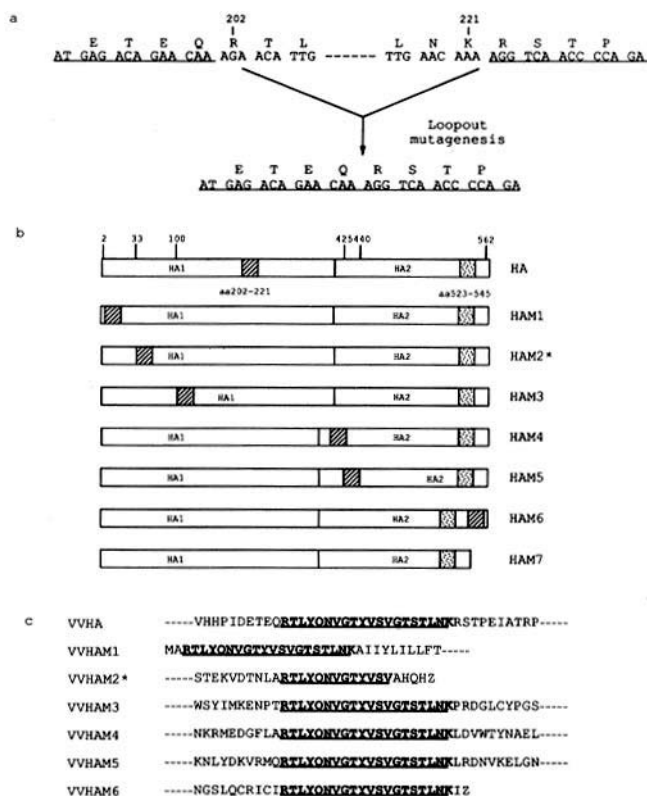 a
202 221
E T E Q R T L L N K R S T P
AT GAG ACA GAA CAA AGA ACA TTG ------ TTG AAC AAA AGG TCA ACC CCA GA
Loopout
mutagenesis
E T E Q R S T P
AT GAG ACA GAA CAA AGG TCA ACC CCA GA
b
2 33 100 425 440 562
HA1 HA2 HA
aa202-221 aa523-545
HA1 HA2 HAM1
HA1 HA2 HAM2*
HA1 HA2 HAM3
HA1 HA2 HAM4
HA1 HA2 HAM5
HA1 HA2 HAM6
HA1 HA2 HAM7
c
VVHA -----VHHPIDETEQRTLYQNVGTYVSVGTSTLNKRSTPEIATRP-----
VVHAM1 MARTLYQNVGTYVSVGTSTLNKAIIYLILLFT-----
VVHAM2* -----STEKVDTNLARTLYQNVGTYVSVAHQHZ
VVHAM3 -----WSYIMKENPTRTLYQNVGTYVSVGTSTLNKPRDGLCYPGS-----
VVHAM4 -----NKRMEDGFLARTLYQNVGTYVSVGTSTLNKLDVWTYNAEL-----
VVHAM5 -----KNLYDKVRMQRTLYQNVGTYVSVGTSTLNKLRDNVKELGN-----
VVHAM6 -----NGSLQCRICIRTLYQNVGTYVSVGTSTLNKIZ